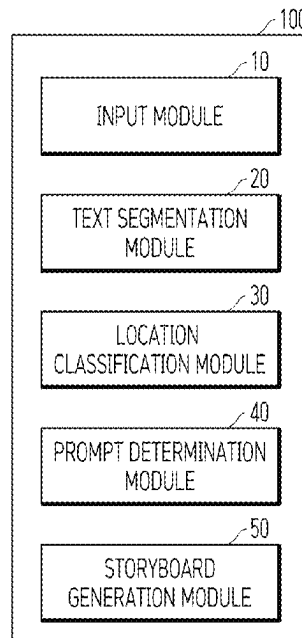 100
10
INPUT MODULE
20
TEXT SEGMENTATION
MODULE
30
LOCATION
CLASSIFICATION MODULE
40
PROMPT DETERMINATION
MODULE
50
STORYBOARD
GENERATION MODULE